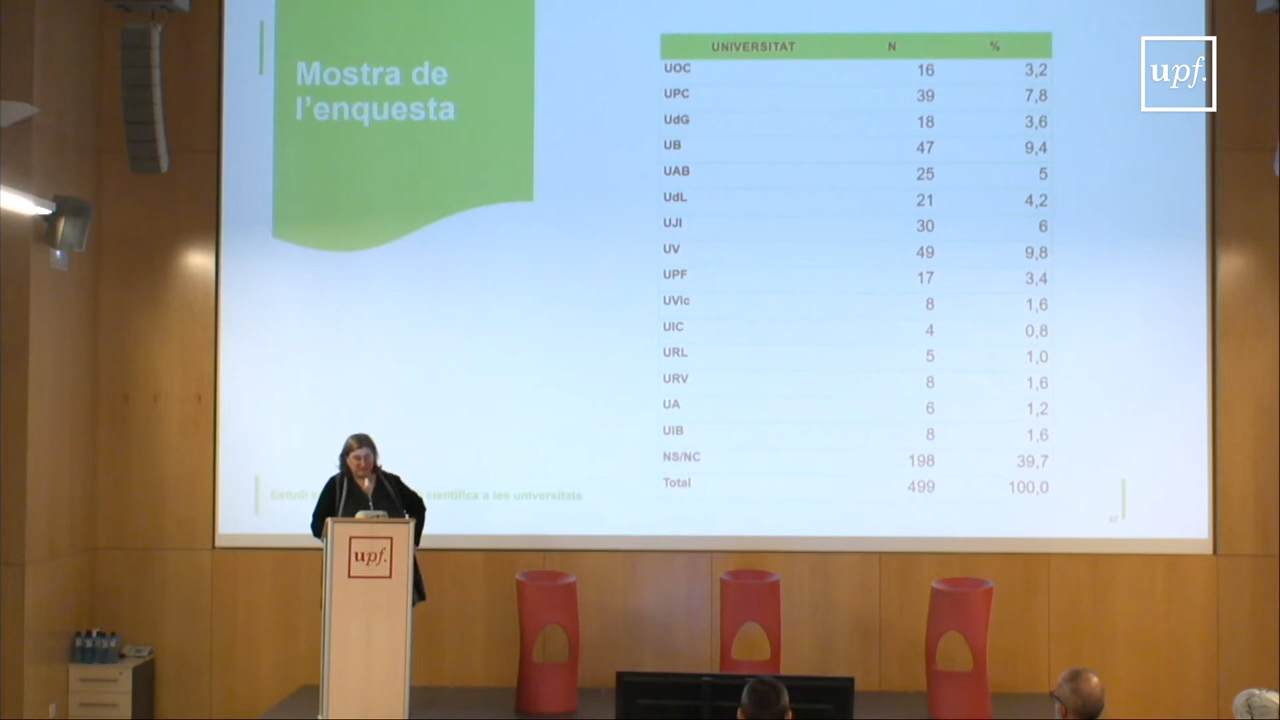 Mostra de
l'enquesta
UNIVERSITAT N %
UOC 16 3,2
UPC 39 7,8
UdG 18 3,6
UB 47 9,4
UAB 25 5
UdL 21 4,2
UJI 30 6
UV 49 9,8
UPF 17 3,4
UVic 8 1,6
UIC 4 0,8
URL 5 1,0
URV 8 1,6
UA 6 1,2
UIB 8 1,6
NS/NC 198 39,7
Total 499 100,0
Estudi científica a les universitats
upf.
upf.